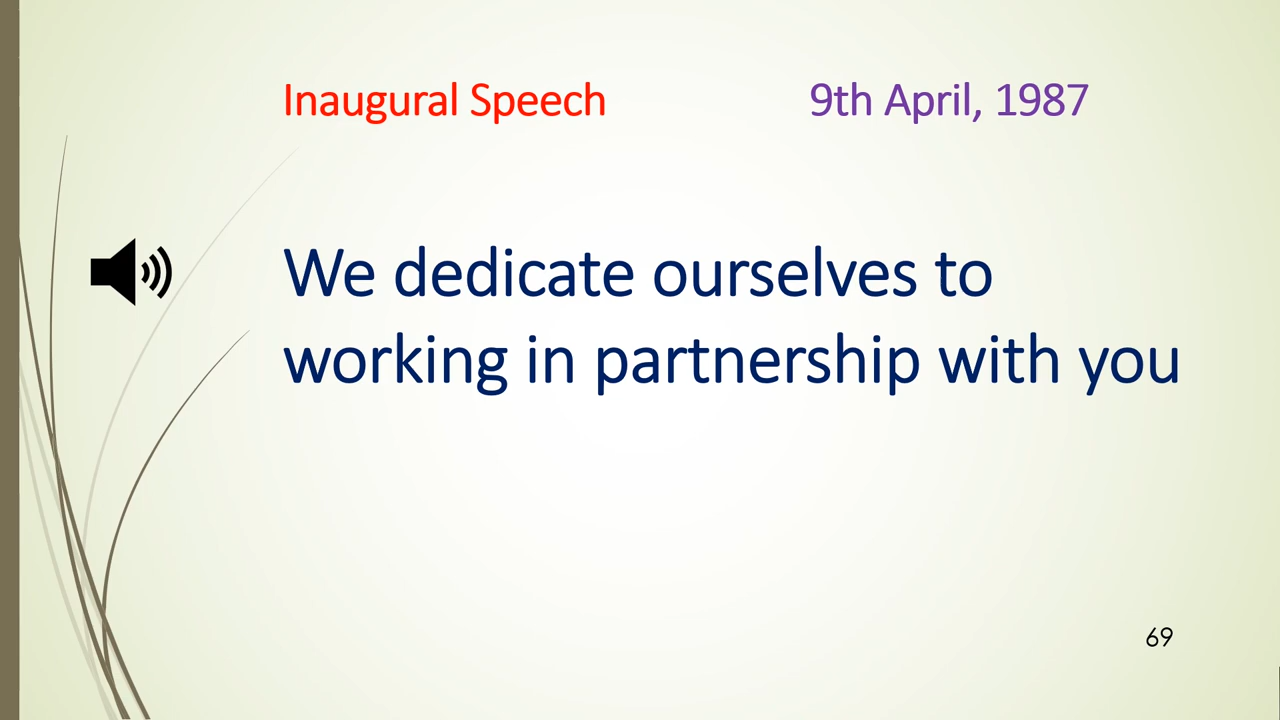 Inaugural Speech 9th April, 1987
We dedicate ourselves to
working in partnership with you
69